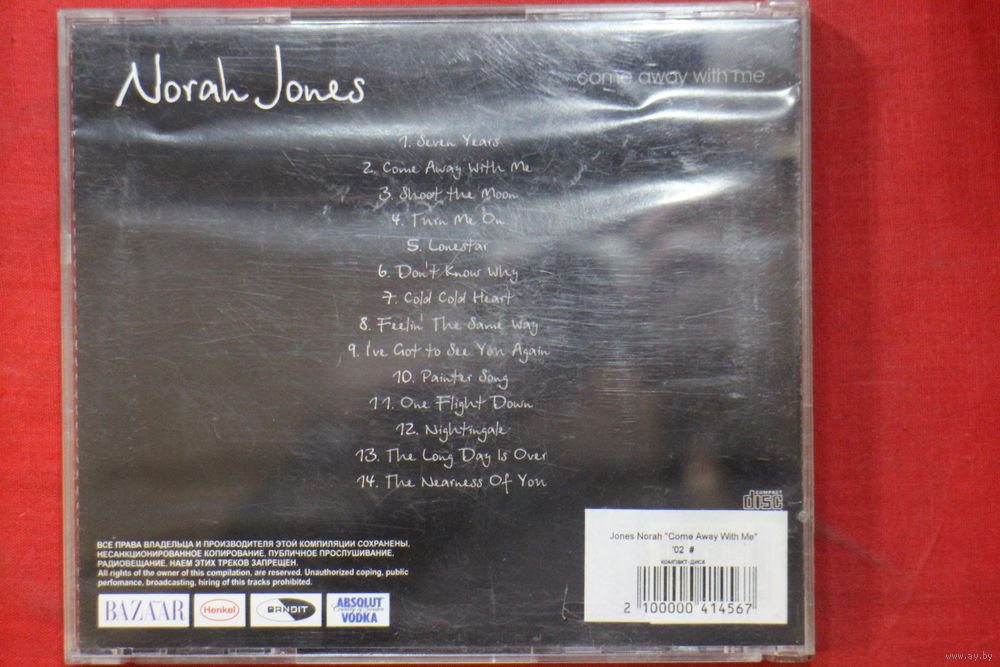 Norah Jones
come away with me
1. Seven Years
2. Come Away With Me
3. Shoot the Moon
4. Turn Me On
5. Lonestar
6. Don't Know Why
7. Cold Cold Heart
8. Feelin' The Same Way
9. I've Got to See You Again
10. Painter Song
11. One Flight Down
12. Nightingale
13. The Long Day Is Over
14. The Nearness Of You
COMPACT
disc
Jones Norah "Come Away With Me"
'02 #
компакт-диск
2 100000 414567
ВСЕ ПРАВА ВЛАДЕЛЬЦА И ПРОИЗВОДИТЕЛЯ ЭТОЙ КОМПИЛЯЦИИ СОХРАНЕНЫ,
НЕСАНКЦИОНИРОВАННОЕ КОПИРОВАНИЕ, ПУБЛИЧНОЕ ПРОСЛУШИВАНИЕ,
РАДИОВЕЩАНИЕ, НАЕМ ЭТИХ ТРЕКОВ ЗАПРЕЩЕН.
All rights of the owner of this compilation, are reserved. Unauthorized coping, public
perfomance, broadcasting, hiring of this tracks prohibited.
BAZAAR
Henkel
BANDIT
ABSOLUT
Country of Sweden
VODKA
www.ay.by